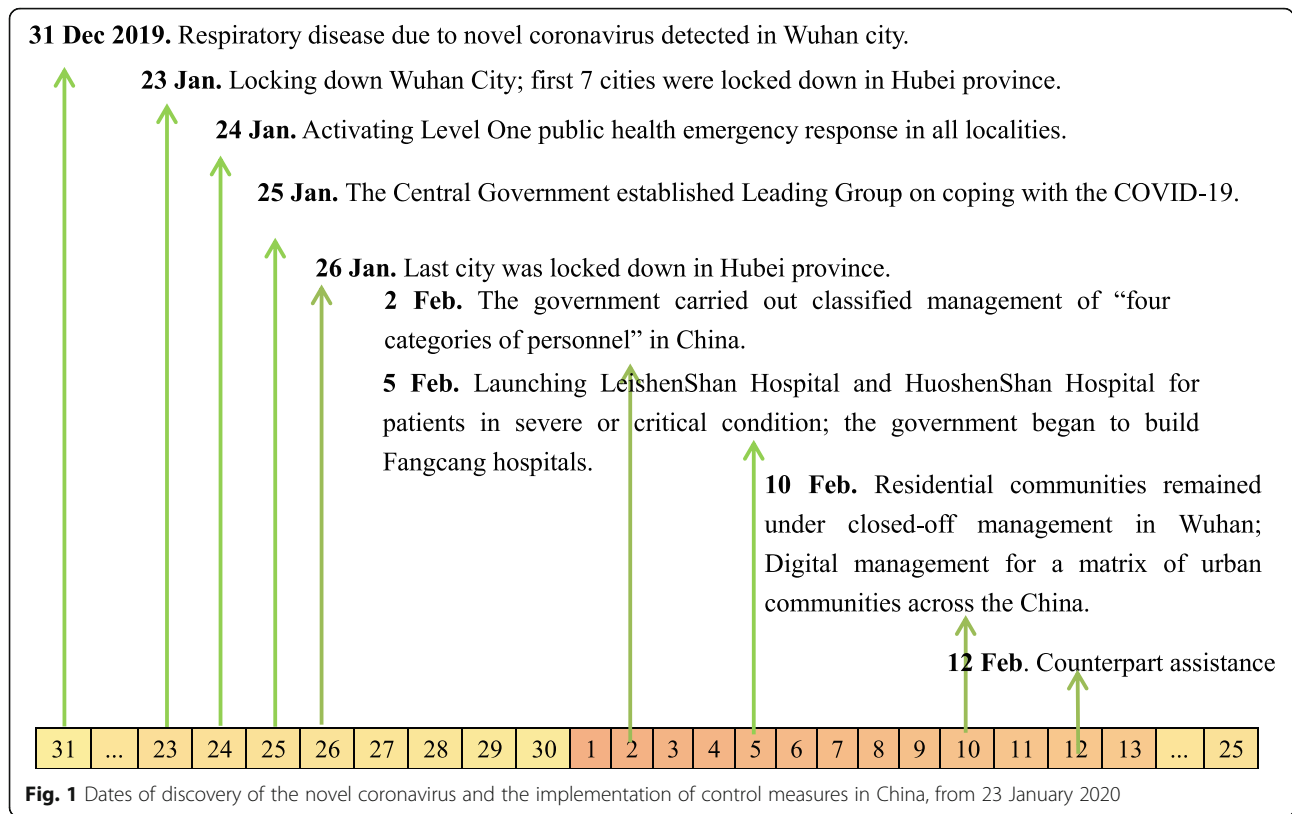 31 Dec 2019. Respiratory disease due to novel coronavirus detected in Wuhan city.
23 Jan. Locking down Wuhan City; first 7 cities were locked down in Hubei province.
24 Jan. Activating Level One public health emergency response in all localities.
25 Jan. The Central Government established Leading Group on coping with the COVID-19.
26 Jan. Last city was locked down in Hubei province.
2 Feb. The government carried out classified management of “four
categories of personnel” in China.
5 Feb. Launching LeishenShan Hospital and HuoshenShan Hospital for
patients in severe or critical condition; the government began to build
Fangcang hospitals.
10 Feb. Residential communities remained
under closed-off management in Wuhan;
Digital management for a matrix of urban
communities across the China.
12 Feb. Counterpart assistance
31 ... 23 24 25 26 27 28 29 30 1 2 3 4 5 6 7 8 9 10 11 12 13 ... 25
Fig. 1 Dates of discovery of the novel coronavirus and the implementation of control measures in China, from 23 January 2020